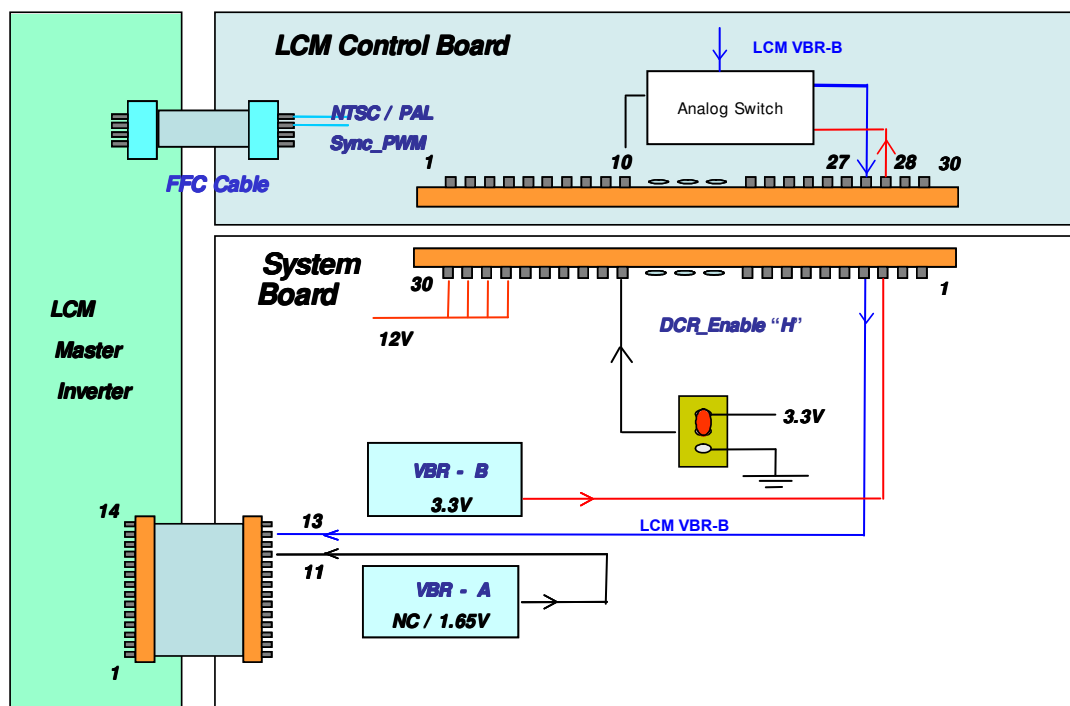 LCM Control Board
LCM VBR-B
Analog Switch
NTSC / PAL
Sync_PWM
FFC Cable
1
10
27
28
30
System
Board
30
1
12V
DCR_Enable “H”
3.3V
LCM
Master
Inverter
VBR - B
3.3V
14
13
LCM VBR-B
11
VBR - A
NC / 1.65V
1